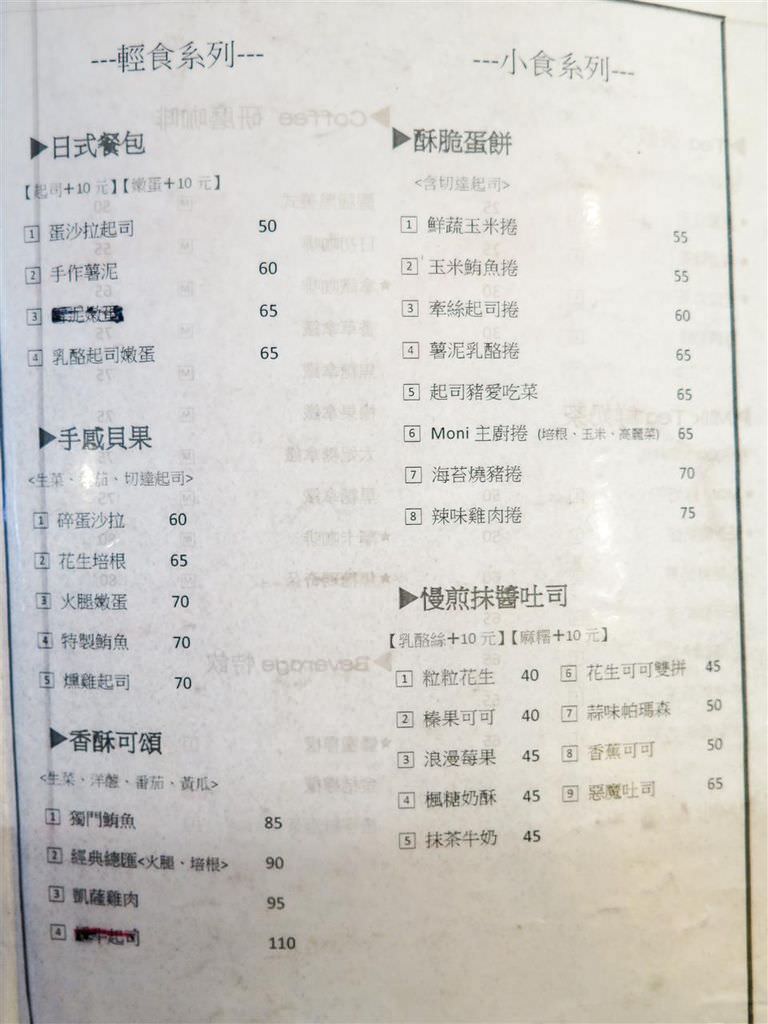 ---輕食系列---
▶日式餐包
【起司+10 元】【嫩蛋+10 元】
1 蛋沙拉起司 50
2 手作薯泥 60
3 65
4 乳酪起司嫩蛋 65
▶手感貝果
<生菜、番茄、切達起司>
1 碎蛋沙拉 60
2 花生培根 65
3 火腿嫩蛋 70
4 特製鮪魚 70
5 燻雞起司 70
▶香酥可頌
<生菜、洋蔥、番茄、黃瓜>
1 獨門鮪魚 85
2 經典總匯<火腿、培根> 90
3 凱薩雞肉 95
4 起司 110
---小食系列---
▶酥脆蛋餅
<含切達起司>
1 鮮蔬玉米捲 55
2 玉米鮪魚捲 55
3 牽絲起司捲 60
4 薯泥乳酪捲 65
5 起司豬愛吃菜 65
6 Moni 主廚捲 (培根、玉米、高麗菜) 65
7 海苔燒豬捲 70
8 辣味雞肉捲 75
▶慢煎抹醬吐司
【乳酪絲+10 元】【麻糬+10 元】
1 粒粒花生 40
2 榛果可可 40
3 浪漫莓果 45
4 楓糖奶酥 45
5 抹茶牛奶 45
6 花生可可雙拼 45
7 蒜味帕瑪森 50
8 香蕉可可 50
9 惡魔吐司 65